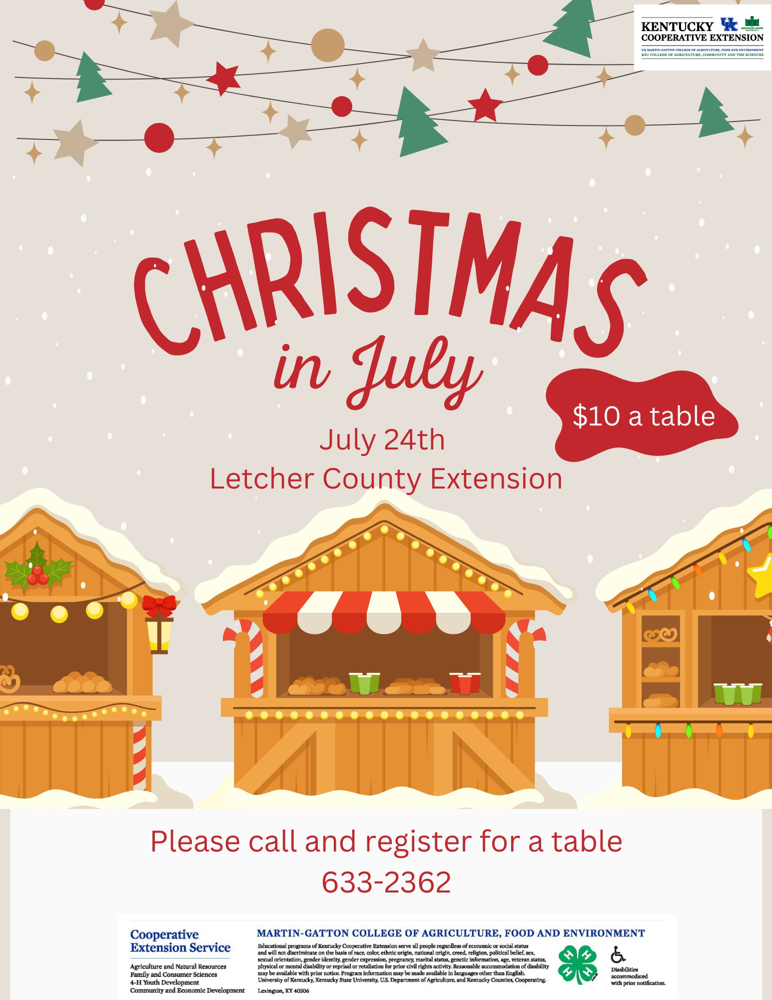 KENTUCKY
KENTUCKY STATE
UNIVERSITY
COOPERATIVE EXTENSION
UK MARTIN-GATTON COLLEGE OF AGRICULTURE, FOOD AND ENVIRONMENT
KSU COLLEGE OF AGRICULTURE, COMMUNITY AND THE SCIENCES
CHRISTMAS
in July
$10 a table
July 24th
Letcher County Extension
Please call and register for a table
633-2362
Cooperative
Extension Service
Agriculture and Natural Resources
Family and Consumer Sciences
4-H Youth Development
Community and Economic Development
MARTIN-GATTON COLLEGE OF AGRICULTURE, FOOD AND ENVIRONMENT
Educational programs of Kentucky Cooperative Extension serve all people regardless of economic or social status
and will not discriminate on the basis of race, color, ethnic origin, national origin, creed, religion, political belief, sex,
sexual orientation, gender identity, gender expression, pregnancy, marital status, genetic information, age, veteran status,
physical or mental disability or reprisal or retaliation for prior civil rights activity. Reasonable accommodation of disability
may be available with prior notice. Program information may be made available in languages other than English.
University of Kentucky, Kentucky State University, U.S. Department of Agriculture, and Kentucky Counties, Cooperating.
Lexington, KY 40506
H H
H H
Disabilities
accommodated
with prior notification.